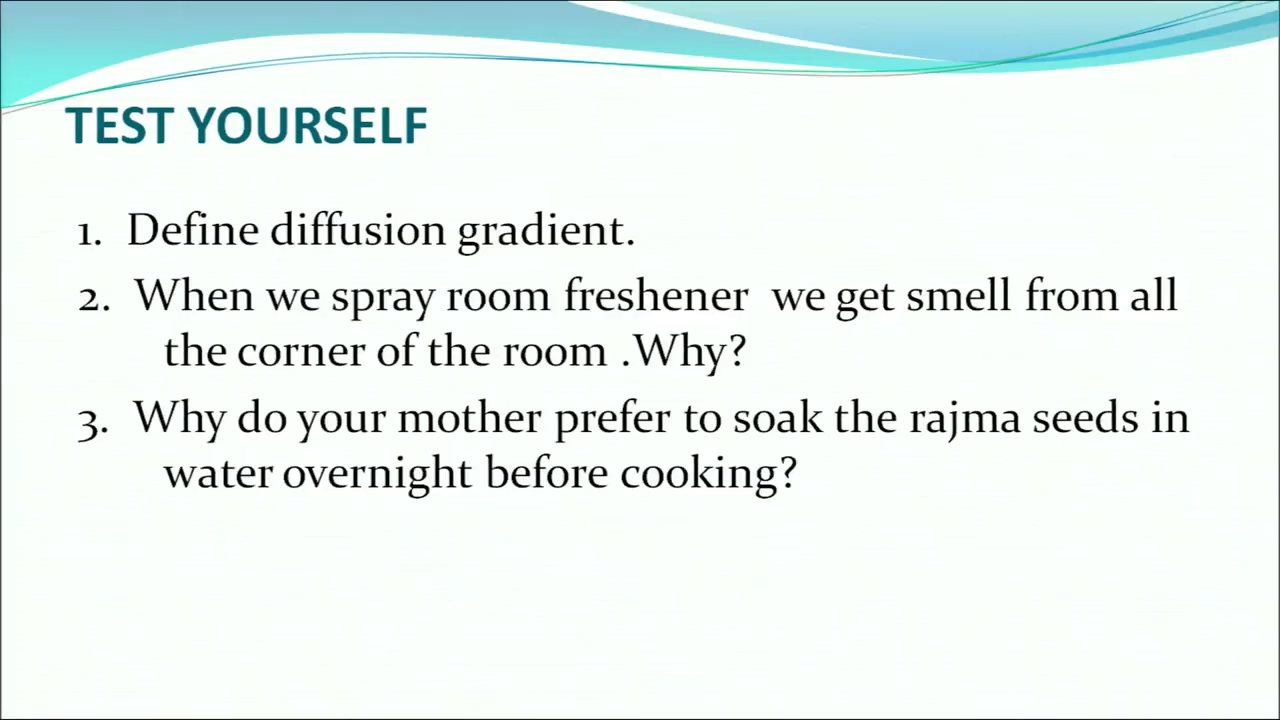 TEST YOURSELF
1. Define diffusion gradient.
2. When we spray room freshener we get smell from all
the corner of the room .Why?
3. Why do your mother prefer to soak the rajma seeds in
water overnight before cooking?